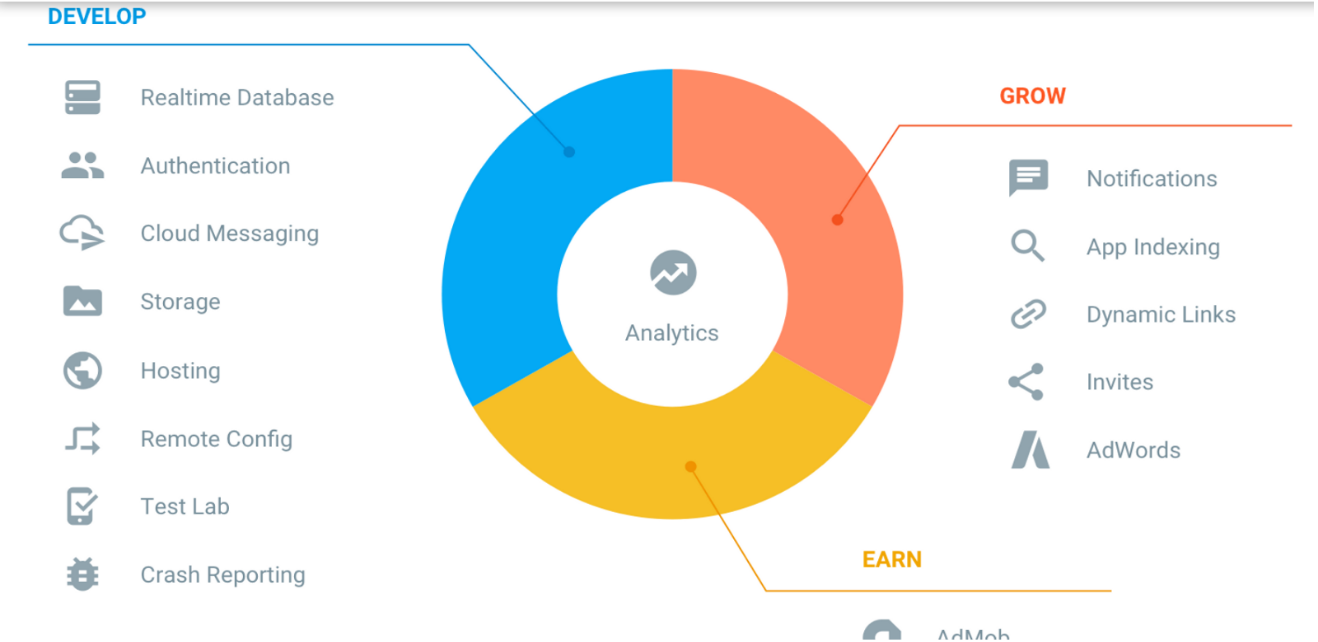 DEVELOP
Realtime Database
Authentication
Cloud Messaging
Storage
Hosting
Remote Config
Test Lab
Crash Reporting
Analytics
GROW
Notifications
App Indexing
Dynamic Links
Invites
AdWords
EARN
AdMob